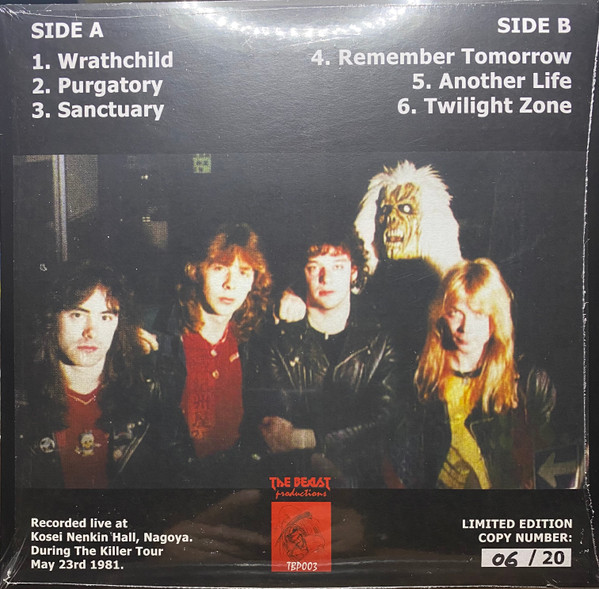 SIDE A
1. Wrathchild
2. Purgatory
3. Sanctuary
SIDE B
4. Remember Tomorrow
5. Another Life
6. Twilight Zone
THE BEAST
productions
TBP003
Recorded live at
Kosei Nenkin Hall, Nagoya.
During The Killer Tour
May 23rd 1981.
LIMITED EDITION
COPY NUMBER:
06 / 20